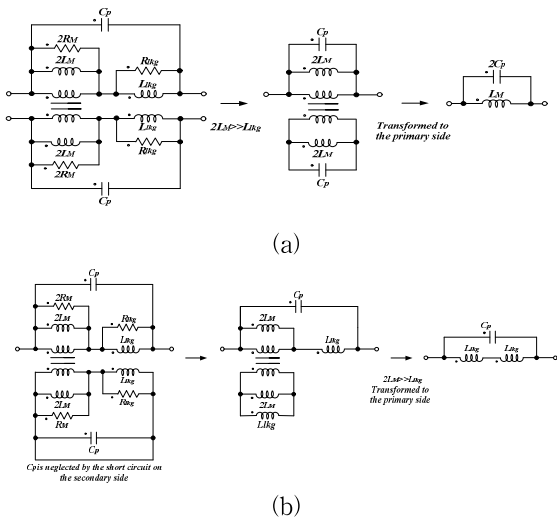 Cp
2RM
2LM
Rlkg
Llkg
Llkg
Rlkg
2LM
2RM
Cp
2LM>>Llkg
Cp
2LM
2LM
Cp
Transformed to
the primary side
2Cp
LM
(a)
Cp
2RM
2LM
Rlkg
Llkg
Llkg
Rlkg
2LM
RM
Cp
Cp is neglected by the short circuit on
the secondary side
Cp
2LM
Llkg
2LM
Llkg
2LM>>Llkg
Transformed to
the primary side
Cp
Llkg Llkg
(b)